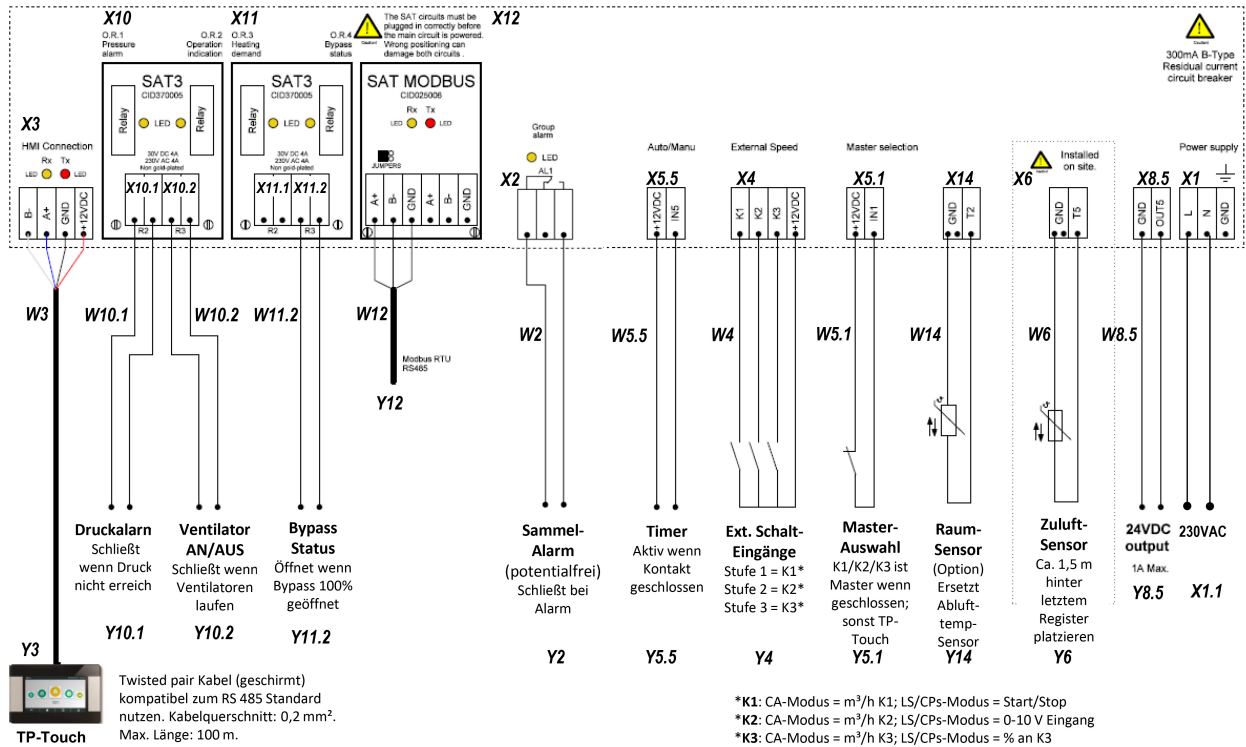 X10
X11
X12
O.R.1
Pressure
alarm
O.R.2
Operation
indication
O.R.3
Heating
demand
O.R.4
Bypass
status
The SAT circuits must be
plugged in correctly before
the main circuit is powered.
Wrong positioning can
damage both circuits .
300mA B-Type
Residual current
circuit breaker
SAT3
CID370005
Relay
LED
Relay
30V DC 4A
230V AC 4A
Non gold-plated
X10.1 X10.2
R2 R3
SAT3
CID370005
Relay
LED
Relay
30V DC 4A
230V AC 4A
Non gold-plated
X11.1 X11.2
R2 R3
SAT MODBUS
CID025006
Rx Tx
LED LED
JUMPERS
A+ B- GND A+ B- GND
X3
HMI Connection
Rx Tx
LED LED
B- A+ GND +12VDC
Group
alarm
LED
AL1
X2
Auto/Manu
X5.5
+12VDC IN5
External Speed
X4
K1 K2 K3 +12VDC
Master selection
X5.1
+12VDC IN1
X14
GND T2
X6
Installed
on site.
GND T5
X8.5
GND OUT5
Power supply
X1
L N GND
W3
W10.1
W10.2
W11.2
W12
W2
W5.5
W4
W5.1
W14
W6
W8.5
Modbus RTU
RS485
Y12
Druckalarn
Schließt
wenn Druck
nicht erreich
Y10.1
Ventilator
AN/AUS
Schließt wenn
Ventilatoren
laufen
Y10.2
Bypass
Status
Öffnet wenn
Bypass 100%
geöffnet
Y11.2
Sammel-
Alarm
(potentialfrei)
Schließt bei
Alarm
Y2
Timer
Aktiv wenn
Kontakt
geschlossen
Y5.5
Ext. Schalt-
Eingänge
Stufe 1 = K1*
Stufe 2 = K2*
Stufe 3 = K3*
Y4
Master-
Auswahl
K1/K2/K3 ist
Master wenn
geschlossen;
sonst TP-
Touch
Y5.1
Raum-
Sensor
(Option)
Ersetzt
Abluft-
temp-
Sensor
Y14
Zuluft-
Sensor
Ca. 1,5 m
hinter
letztem
Register
platzieren
Y6
24VDC
output
1A Max.
Y8.5
230VAC
X1.1
Y3
TP-Touch
Twisted pair Kabel (geschirmt)
kompatibel zum RS 485 Standard
nutzen. Kabelquerschnitt: 0,2 mm².
Max. Länge: 100 m.
*K1: CA-Modus = m³/h K1; LS/CPs-Modus = Start/Stop
*K2: CA-Modus = m³/h K2; LS/CPs-Modus = 0-10 V Eingang
*K3: CA-Modus = m³/h K3; LS/CPs-Modus = % an K3